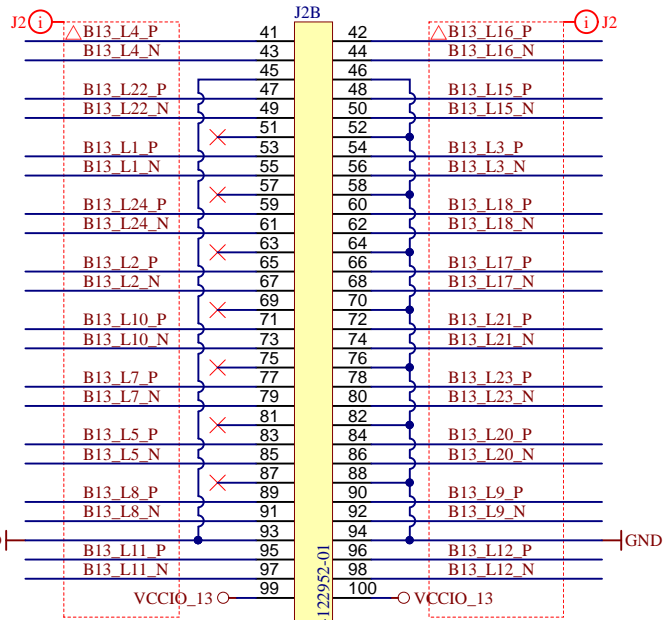 J2B
J2 i B13_L4_P 41 42 B13_L16_P i J2
B13_L4_N 43 44 B13_L16_N
45 46
B13_L22_P 47 48 B13_L15_P
B13_L22_N 49 50 B13_L15_N
51 52
B13_L1_P 53 54 B13_L3_P
B13_L1_N 55 56 B13_L3_N
57 58
B13_L24_P 59 60 B13_L18_P
B13_L24_N 61 62 B13_L18_N
63 64
B13_L2_P 65 66 B13_L17_P
B13_L2_N 67 68 B13_L17_N
69 70
B13_L10_P 71 72 B13_L21_P
B13_L10_N 73 74 B13_L21_N
75 76
B13_L7_P 77 78 B13_L23_P
B13_L7_N 79 80 B13_L23_N
81 82
B13_L5_P 83 84 B13_L20_P
B13_L5_N 85 86 B13_L20_N
87 88
B13_L8_P 89 90 B13_L9_P
B13_L8_N 91 92 B13_L9_N
93 94 GND
B13_L11_P 95 96 B13_L12_P
B13_L11_N 97 98 B13_L12_N
VCCIO_13 99 100 VCCIO_13
122952-01